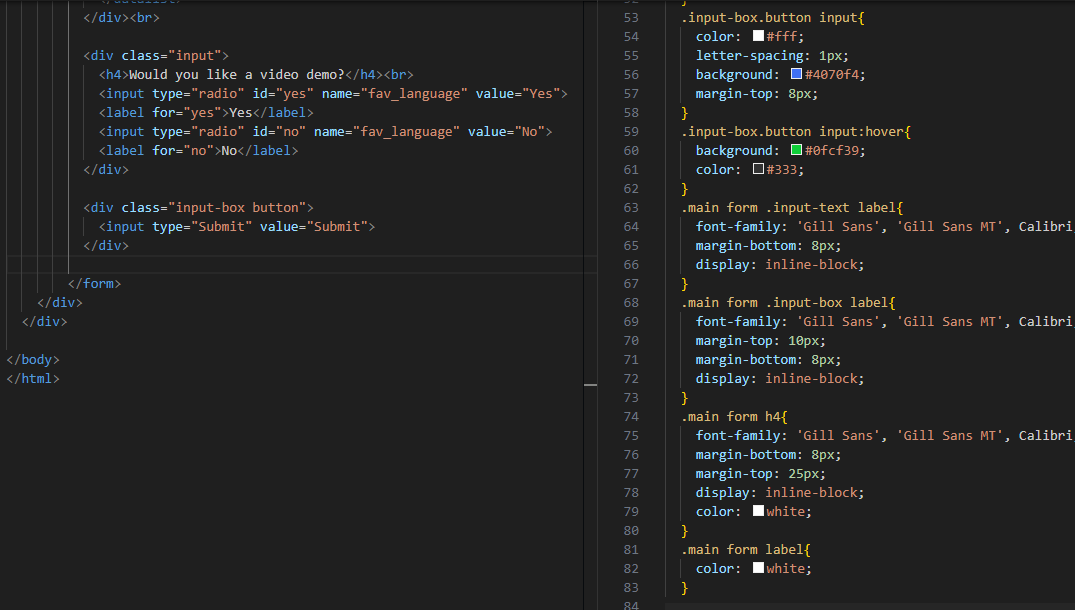 </datalist>
</div><br>
<div class="input">
<h4>Would you like a video demo?</h4><br>
<input type="radio" id="yes" name="fav_language" value="Yes">
<label for="yes">Yes</label>
<input type="radio" id="no" name="fav_language" value="No">
<label for="no">No</label>
</div>
<div class="input-box button">
<input type="Submit" value="Submit">
</div>
</form>
</div>
</div>
</body>
</html>
52 }
53 .input-box.button input{
54 color: #fff;
55 letter-spacing: 1px;
56 background: #4070f4;
57 margin-top: 8px;
58 }
59 .input-box.button input:hover{
60 background: #0fcf39;
61 color: #333;
62 }
63 .main form .input-text label{
64 font-family: 'Gill Sans', 'Gill Sans MT', Calibri,
65 margin-bottom: 8px;
66 display: inline-block;
67 }
68 .main form .input-box label{
69 font-family: 'Gill Sans', 'Gill Sans MT', Calibri,
70 margin-top: 10px;
71 margin-bottom: 8px;
72 display: inline-block;
73 }
74 .main form h4{
75 font-family: 'Gill Sans', 'Gill Sans MT', Calibri,
76 margin-bottom: 8px;
77 margin-top: 25px;
78 display: inline-block;
79 color: white;
80 }
81 .main form label{
82 color: white;
83 }
84